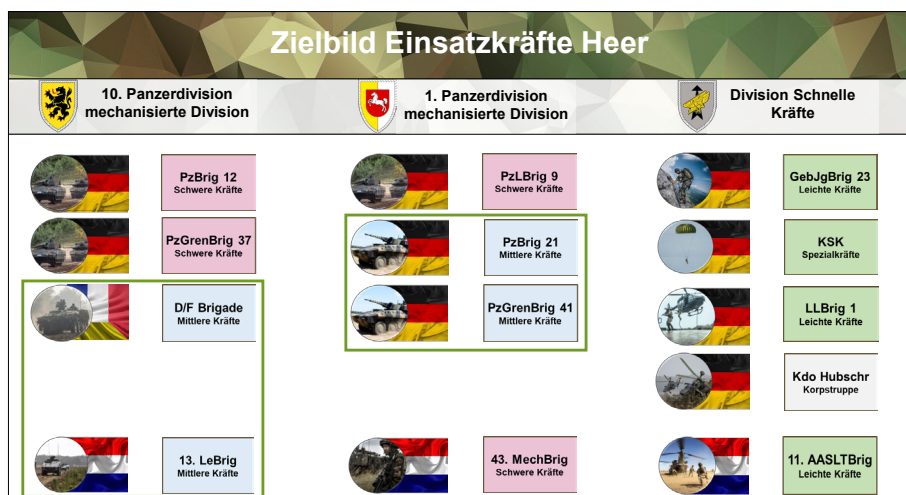 Zielbild Einsatzkräfte Heer
10. Panzerdivision
mechanisierte Division
1. Panzerdivision
mechanisierte Division
Division Schnelle
Kräfte
PzBrig 12
Schwere Kräfte
PzLBrig 9
Schwere Kräfte
GebJgBrig 23
Leichte Kräfte
PzGrenBrig 37
Schwere Kräfte
PzBrig 21
Mittlere Kräfte
KSK
Spezialkräfte
D/F Brigade
Mittlere Kräfte
PzGrenBrig 41
Mittlere Kräfte
LLBrig 1
Leichte Kräfte
Kdo Hubschr
Korpstruppe
13. LeBrig
Mittlere Kräfte
43. MechBrig
Schwere Kräfte
11. AASLTBrig
Leichte Kräfte